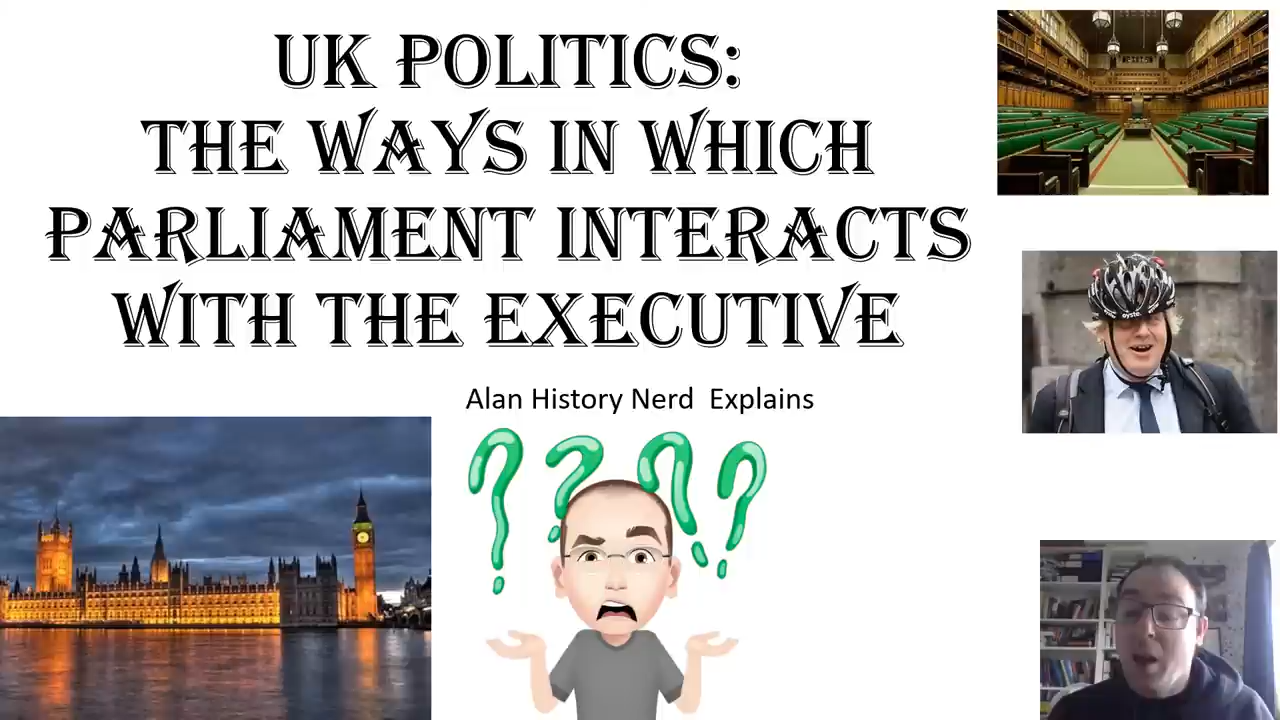 UK POLITICS:
THE WAYS IN WHICH
PARLIAMENT INTERACTS
WITH THE EXECUTIVE
Alan History Nerd  Explains